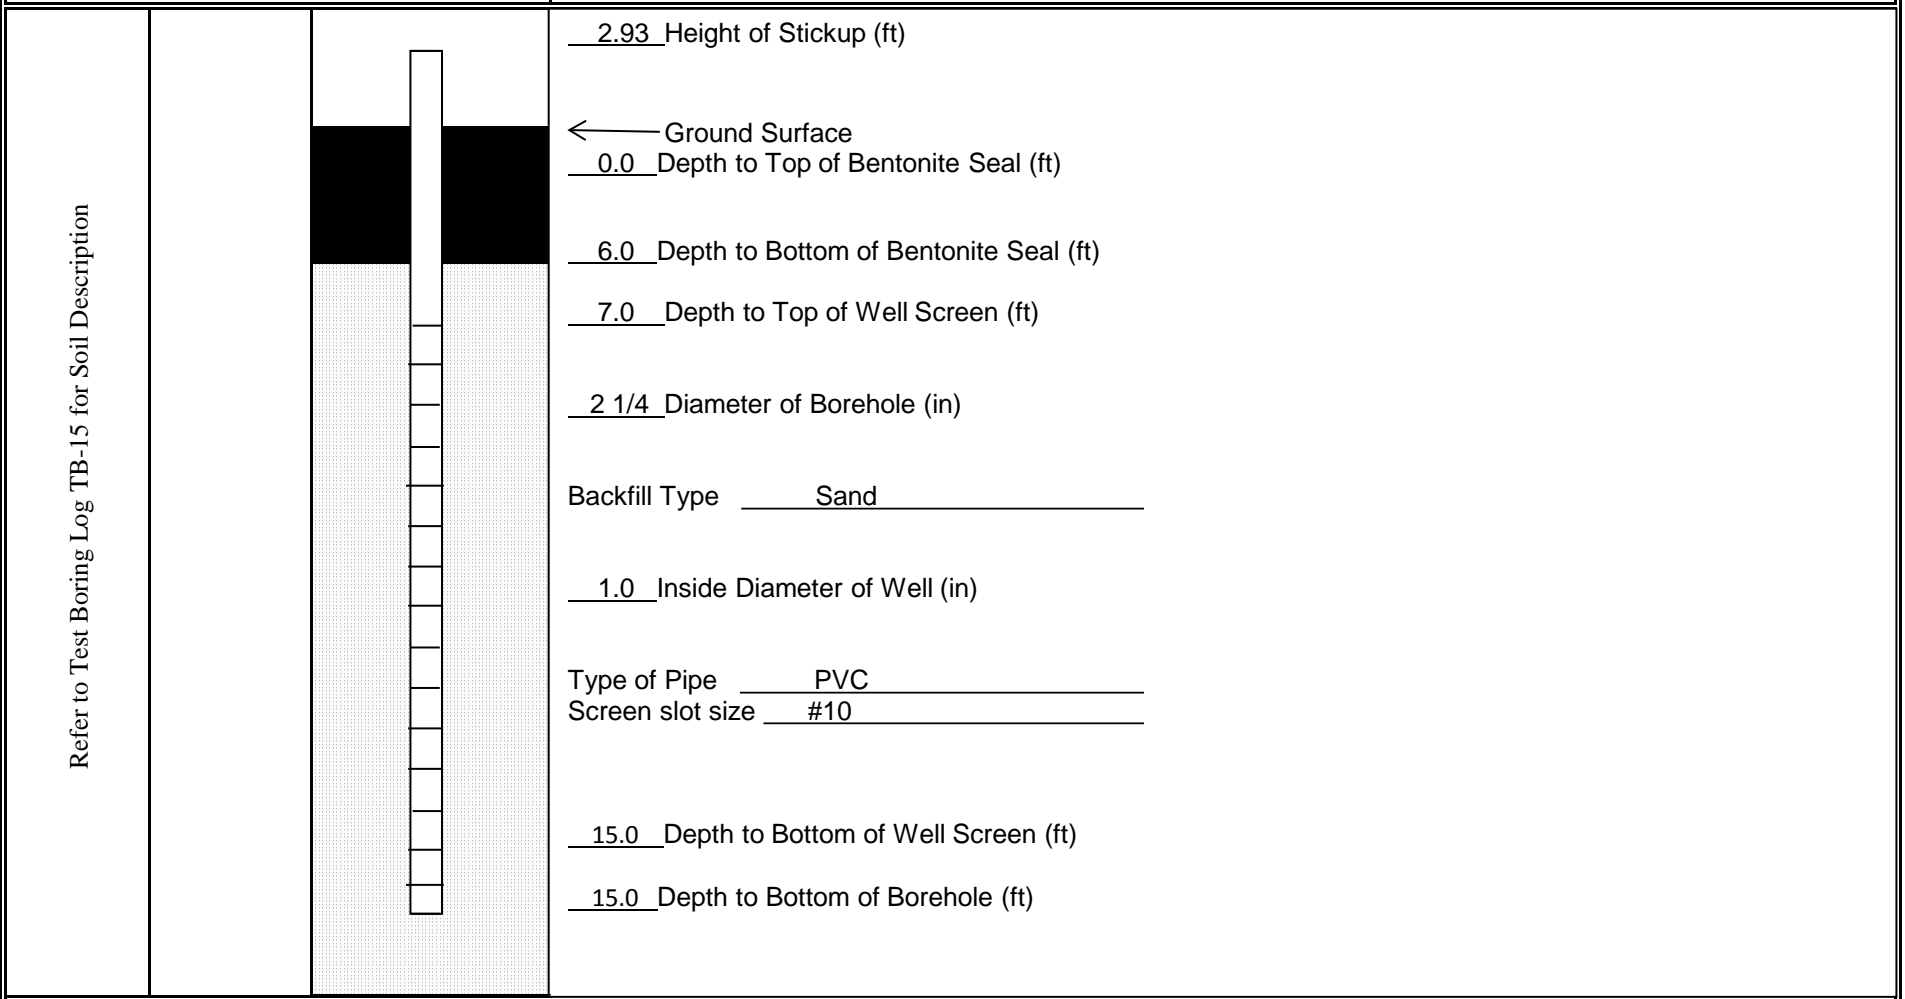 Refer to Test Boring Log TB-15 for Soil Description
2.93 Height of Stickup (ft)
Ground Surface
0.0 Depth to Top of Bentonite Seal (ft)
6.0 Depth to Bottom of Bentonite Seal (ft)
7.0 Depth to Top of Well Screen (ft)
2 1/4 Diameter of Borehole (in)
Backfill Type Sand
1.0 Inside Diameter of Well (in)
Type of Pipe PVC
Screen slot size #10
15.0 Depth to Bottom of Well Screen (ft)
15.0 Depth to Bottom of Borehole (ft)